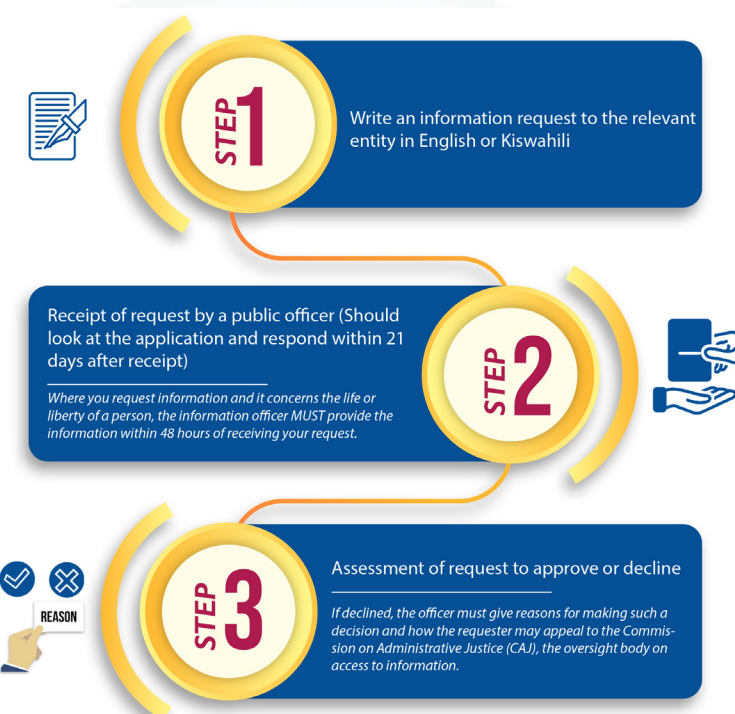 STEP 1
Write an information request to the relevant
entity in English or Kiswahili
Receipt of request by a public officer (Should
look at the application and respond within 21
days after receipt)
Where you request information and it concerns the life or
liberty of a person, the information officer MUST provide the
information within 48 hours of receiving your request.
STEP 2
STEP 3
Assessment of request to approve or decline
If declined, the officer must give reasons for making such a
decision and how the requester may appeal to the Commis-
sion on Administrative Justice (CAJ), the oversight body on
access to information.
REASON